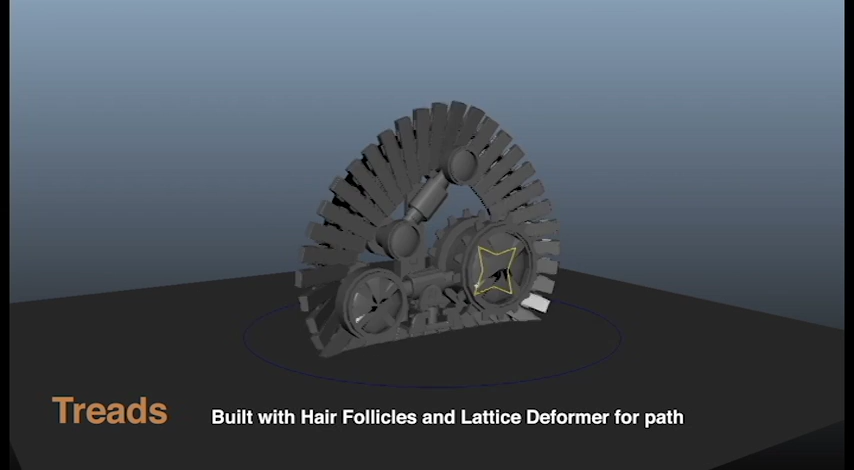 Treads
Built with Hair Follicles and Lattice Deformer for path